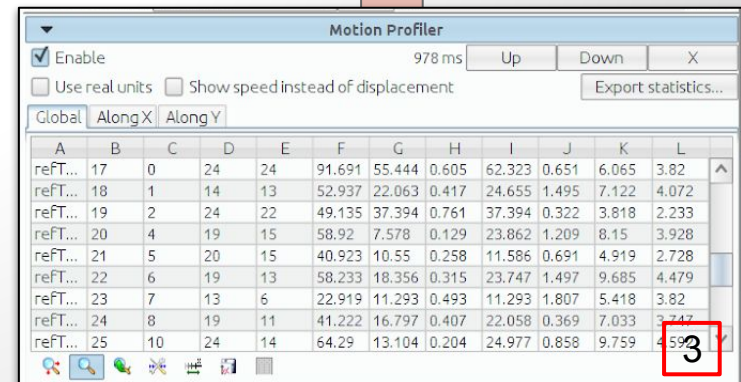 Motion Profiler
Enable 978 ms Up Down X
Use real units Show speed instead of displacement Export statistics...
Global Along X Along Y
A B C D E F G H I J K L
refT... 17 0 24 24 91.691 55.444 0.605 62.323 0.651 6.065 3.82
refT... 18 1 14 13 52.937 22.063 0.417 24.655 1.495 7.122 4.072
refT... 19 2 24 22 49.135 37.394 0.761 37.394 0.322 3.818 2.233
refT... 20 4 19 15 58.92 7.578 0.129 23.862 1.209 8.15 3.928
refT... 21 5 20 15 40.923 10.55 0.258 11.586 0.691 4.919 2.728
refT... 22 6 19 13 58.233 18.356 0.315 23.747 1.497 9.685 4.479
refT... 23 7 13 6 22.919 11.293 0.493 11.293 1.807 5.418 3.82
refT... 24 8 19 11 41.222 16.797 0.407 22.058 0.369 7.033 3.747
refT... 25 10 24 14 64.29 13.104 0.204 24.977 0.858 9.759
3